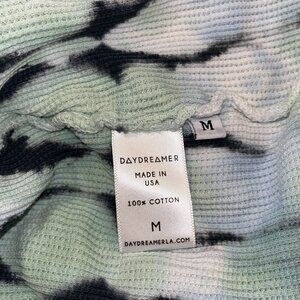 DAYDREAMER
MADE IN
USA
100% COTTON
M
DAYDREAMERLA.COM
M